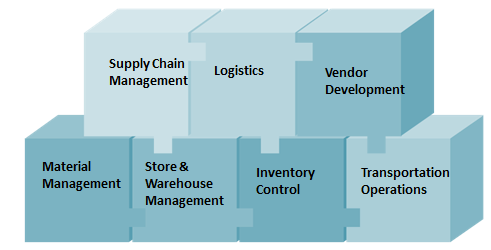 Supply Chain
Management
Logistics
Vendor
Development
Material
Management
Store &
Warehouse
Management
Inventory
Control
Transportation
Operations